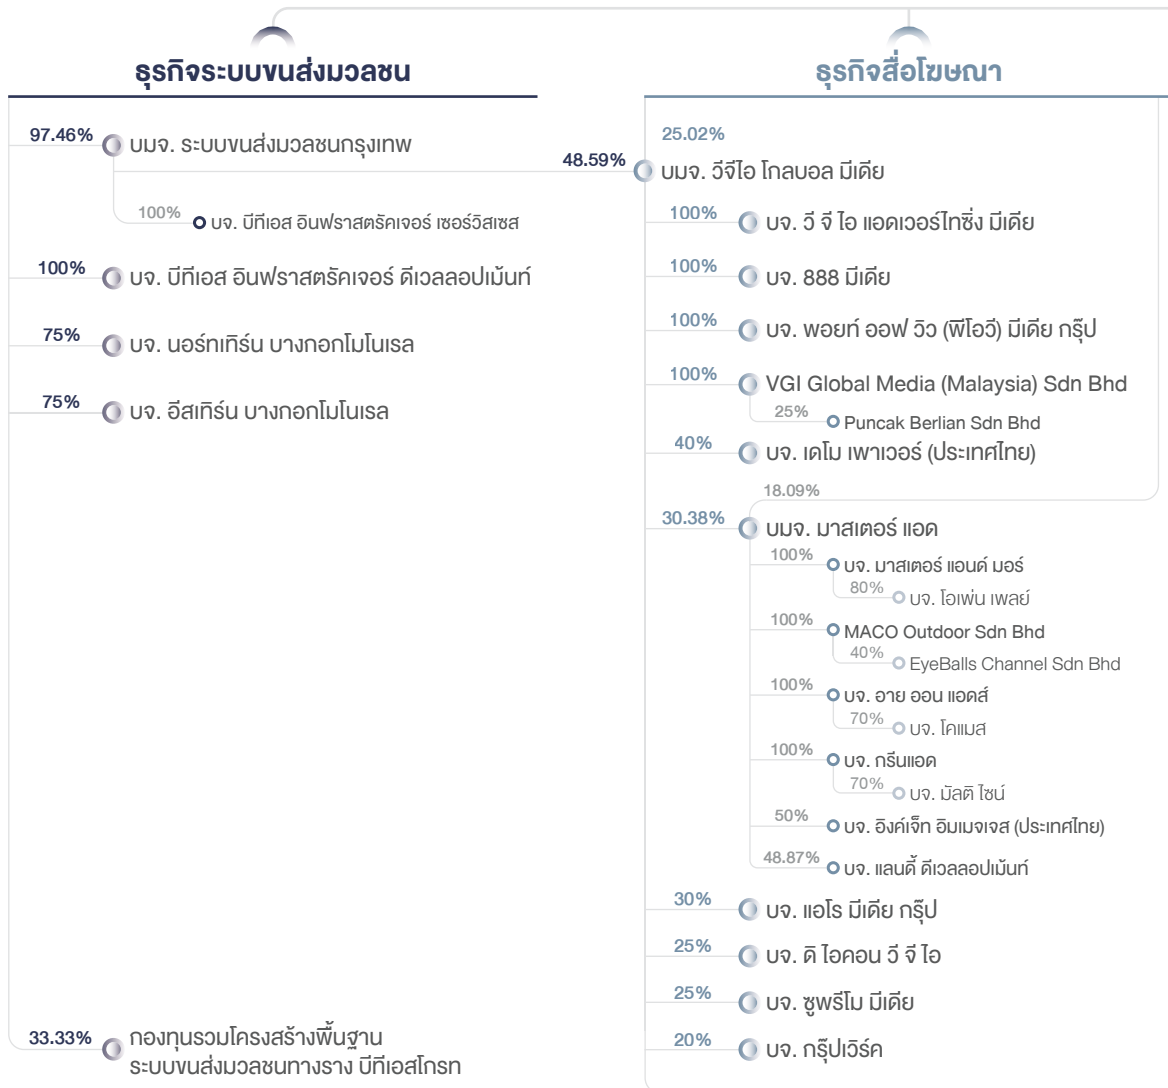 ธุรกิจระบบขนส่งมวลชน
97.46% บมจ. ระบบขนส่งมวลชนกรุงเทพ
100% บจ. บีทีเอส อินฟราสตรัคเจอร์ เซอร์วิสเซส
100% บจ. บีทีเอส อินฟราสตรัคเจอร์ ดีเวลลอปเม้นท์
75% บจ. นอร์ทเทิร์น บางกอกโมโนเรล
75% บจ. อีสเทิร์น บางกอกโมโนเรล
33.33% กองทุนรวมโครงสร้างพื้นฐาน
ระบบขนส่งมวลชนทางราง บีทีเอสโกรท
ธุรกิจสื่อโฆษณา
25.02%
48.59% บมจ. วีจีไอ โกลบอล มีเดีย
100% บจ. วี จี ไอ แอดเวอร์ไทซิ่ง มีเดีย
100% บจ. 888 มีเดีย
100% บจ. พอยท์ ออฟ วิว (พีโอวี) มีเดีย กรุ๊ป
100% VGI Global Media (Malaysia) Sdn Bhd
25% Puncak Berlian Sdn Bhd
40% บจ. เดโม เพาเวอร์ (ประเทศไทย)
18.09%
30.38% บมจ. มาสเตอร์ แอด
100% บจ. มาสเตอร์ แอนด์ มอร์
80% บจ. โอเพ่น เพลย์
100% MACO Outdoor Sdn Bhd
40% EyeBalls Channel Sdn Bhd
100% บจ. อาย ออน แอดส์
70% บจ. โคแมส
100% บจ. กรีนแอด
70% บจ. มัลติ ไซน์
50% บจ. อิงค์เจ็ท อิมเมจเจส (ประเทศไทย)
48.87% บจ. แลนดี้ ดีเวลลอปเม้นท์
30% บจ. แอโร มีเดีย กรุ๊ป
25% บจ. ดิ ไอคอน วี จี ไอ
25% บจ. ซูพรีโม มีเดีย
20% บจ. กรุ๊ปเวิร์ค